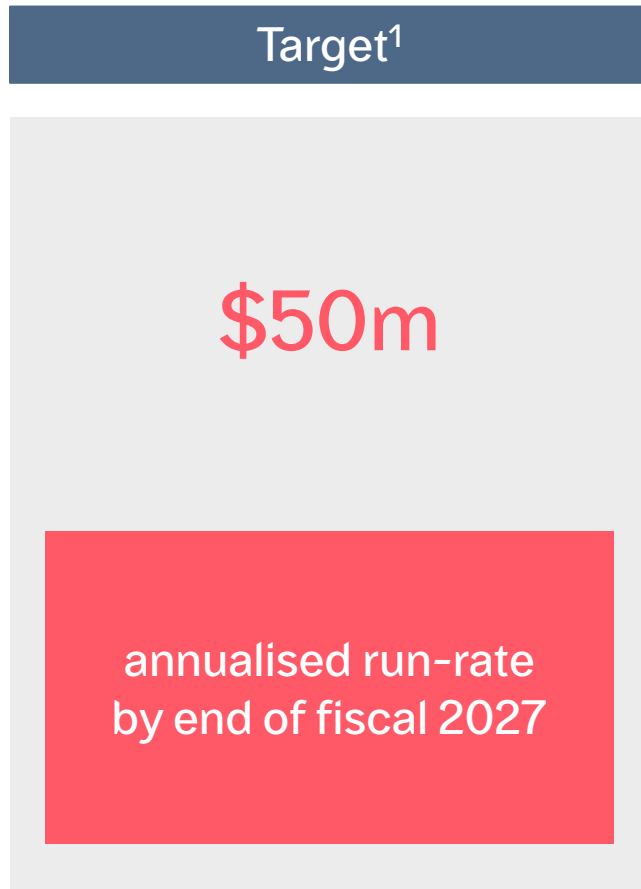 Target¹
$50m
annualised run-rate
by end of fiscal 2027